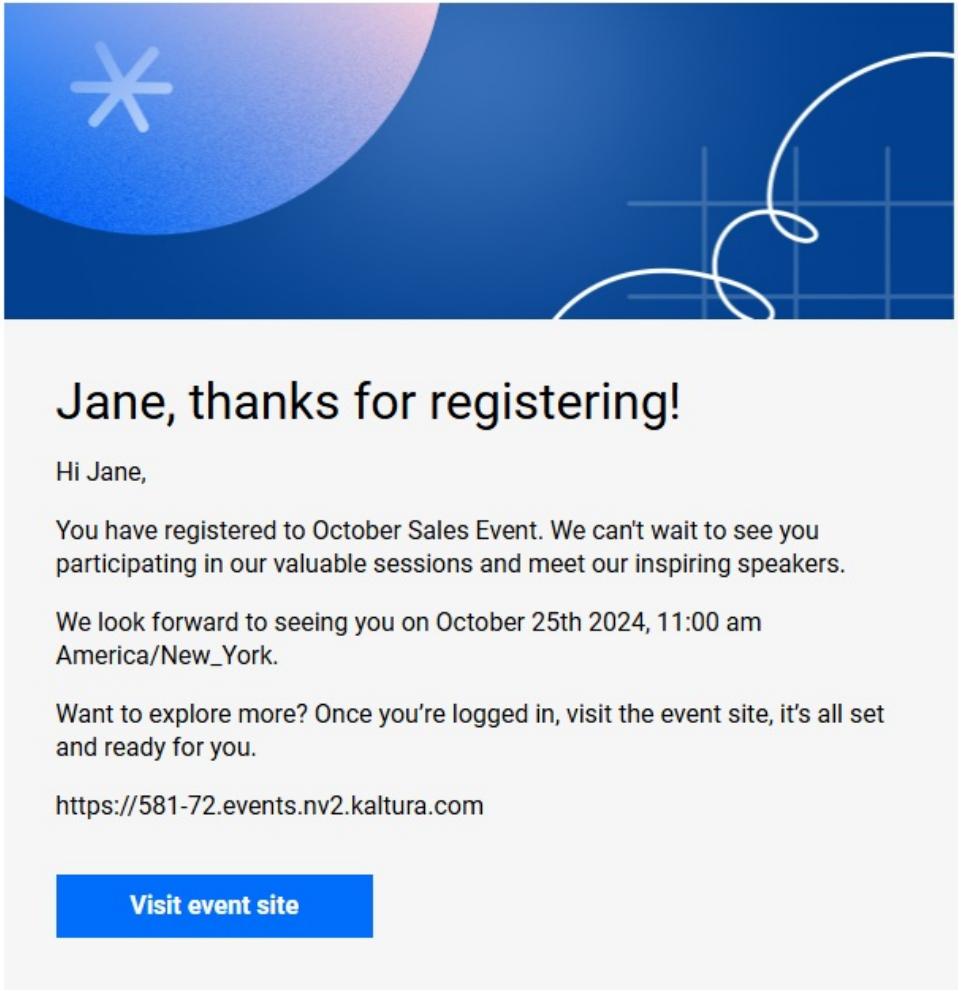 Jane, thanks for registering!
Hi Jane,
You have registered to October Sales Event. We can't wait to see you
participating in our valuable sessions and meet our inspiring speakers.
We look forward to seeing you on October 25th 2024, 11:00 am
America/New_York.
Want to explore more? Once you’re logged in, visit the event site, it’s all set
and ready for you.
https://581-72.events.nv2.kaltura.com
Visit event site